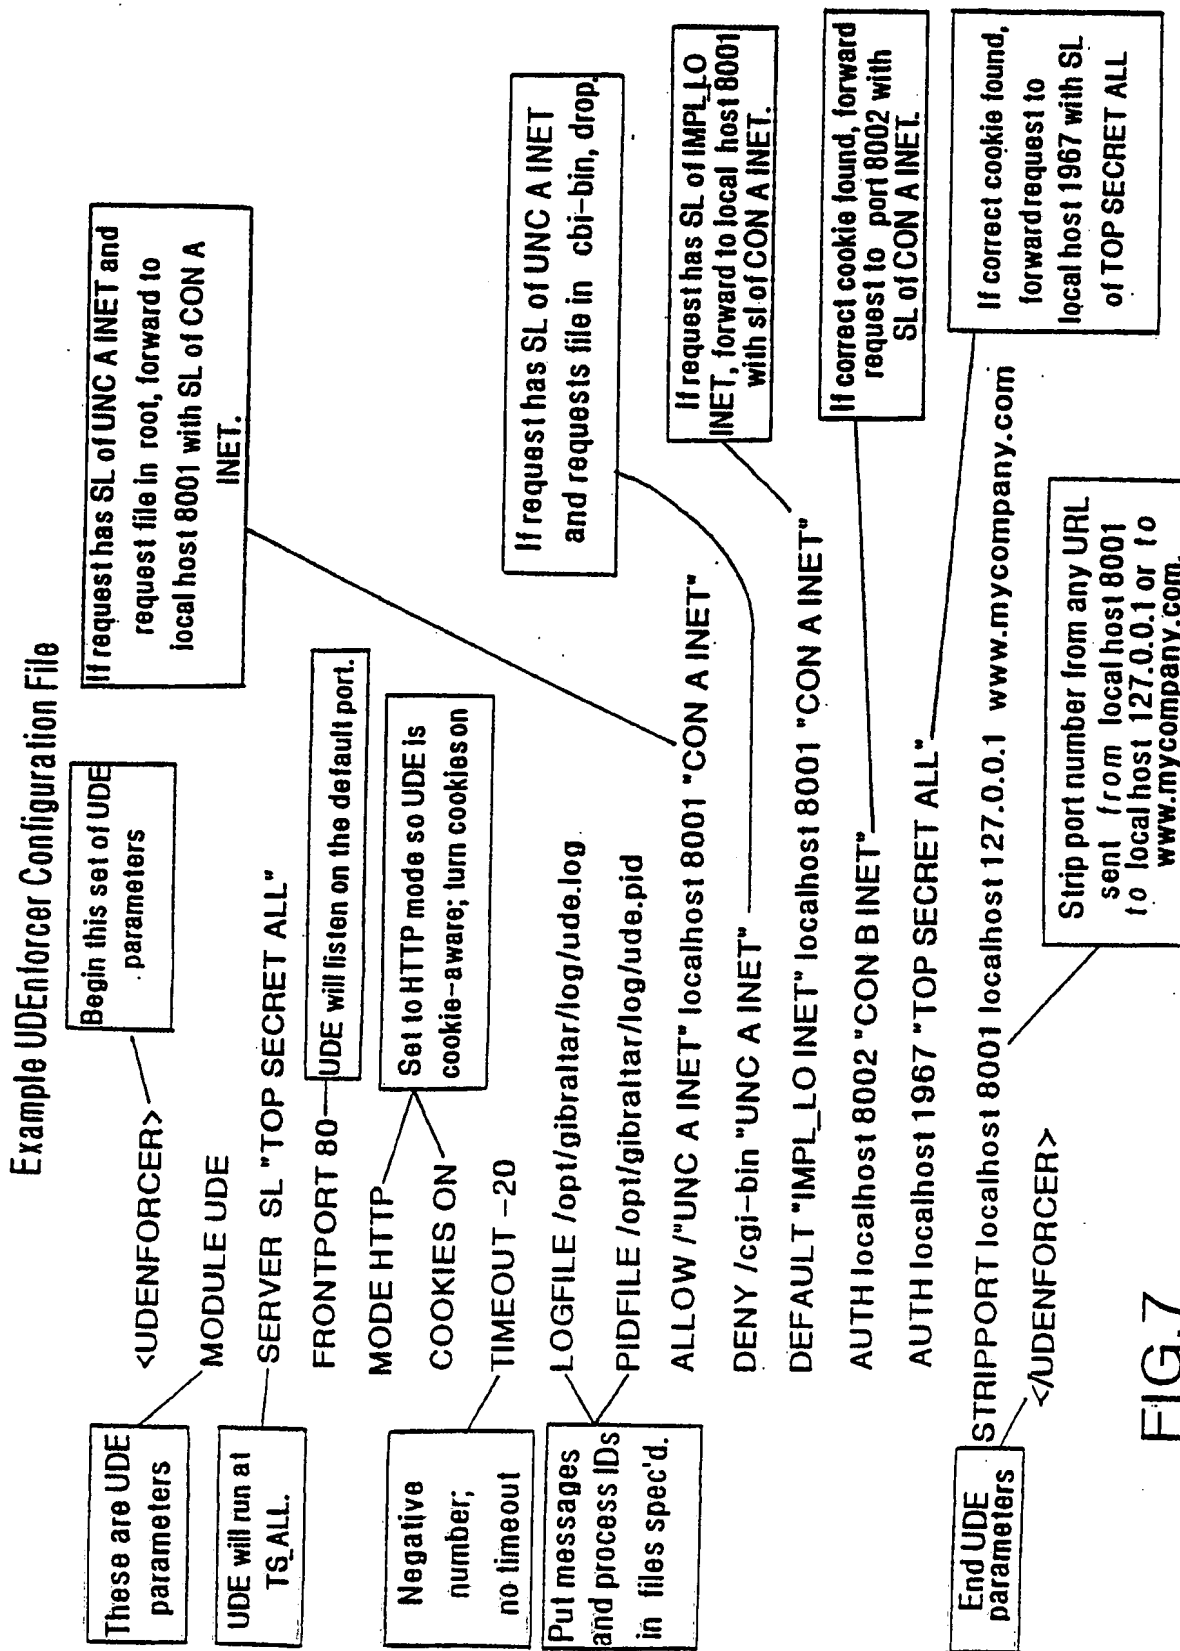 Example UDEnforcer Configuration File
These are UDE
parameters
Begin this set of UDE
parameters
<UDENFORCER>
MODULE UDE
UDE will run at
TS_ALL.
SERVER SL "TOP SECRET ALL"
FRONTPORT 80
UDE will listen on the default port.
MODE HTTP
COOKIES ON
Set to HTTP mode so UDE is
cookie-aware; turn cookies on
Negative
number;
no timeout
TIMEOUT -20
Put messages
and process IDs
in files spec'd.
LOGFILE /opt/gibraltar/log/ude.log
PIDFILE /opt/gibraltar/log/ude.pid
ALLOW /"UNC A INET" localhost 8001 "CON A INET"
If request has SL of UNC A INET and
request file in root, forward to
local host 8001 with SL of CON A
INET.
DENY /cgi-bin "UNC A INET"
If request has SL of UNC A INET
and requests file in cbi-bin, drop.
DEFAULT "IMPL_LO INET" localhost 8001 "CON A INET"
If request has SL of IMPL_LO
INET, forward to local host 8001
with sl of CON A INET.
AUTH localhost 8002 "CON B INET"
If correct cookie found, forward
request to port 8002 with
SL of CON A INET.
AUTH localhost 1967 "TOP SECRET ALL"
If correct cookie found,
forward request to
local host 1967 with SL
of TOP SECRET ALL
STRIPPORT localhost 8001 localhost 127.0.0.1 www.mycompany.com
Strip port number from any URL
sent from local host 8001
to local host 127.0.0.1 or to
www.mycompany.com.
End UDE
parameters
</UDENFORCER>
FIG.7